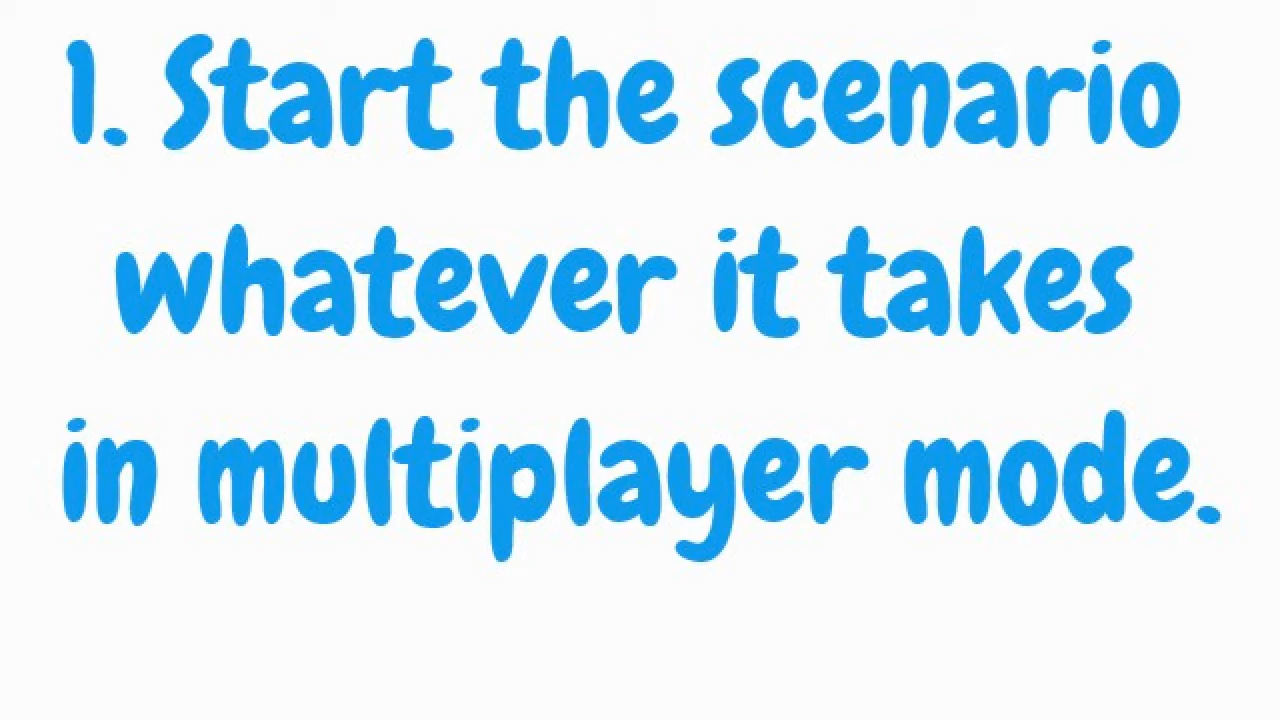 1. Start the scenario
whatever it takes
in multiplayer mode.